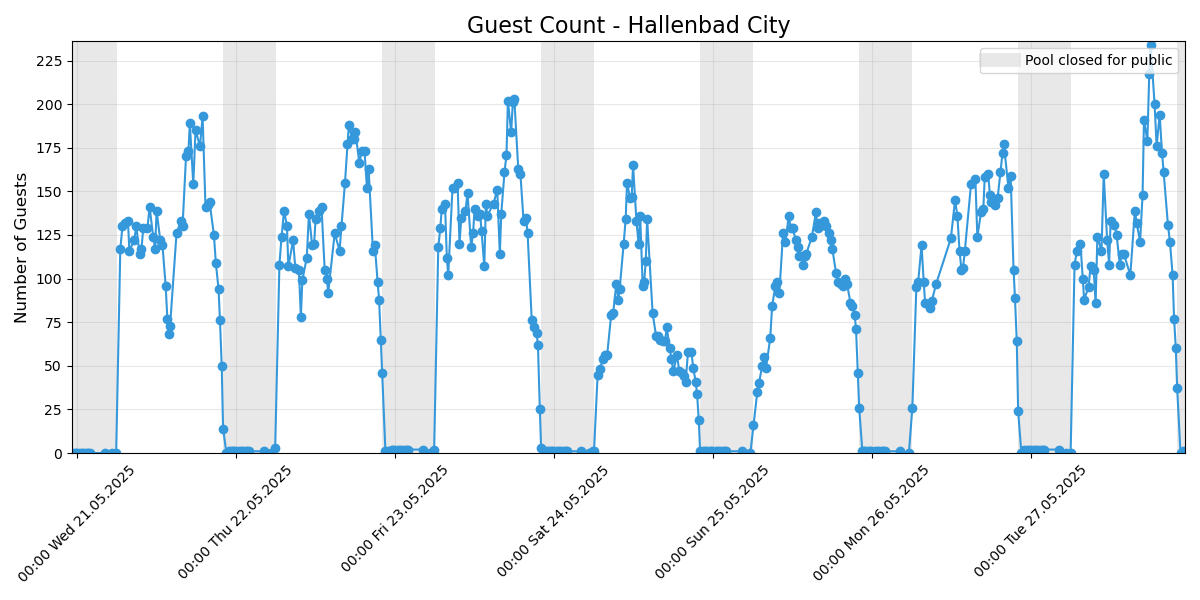 Guest Count - Hallenbad City
Pool closed for public
Number of Guests
225
200
175
150
125
100
75
50
25
0
00:00 Wed 21.05.2025
00:00 Thu 22.05.2025
00:00 Fri 23.05.2025
00:00 Sat 24.05.2025
00:00 Sun 25.05.2025
00:00 Mon 26.05.2025
00:00 Tue 27.05.2025